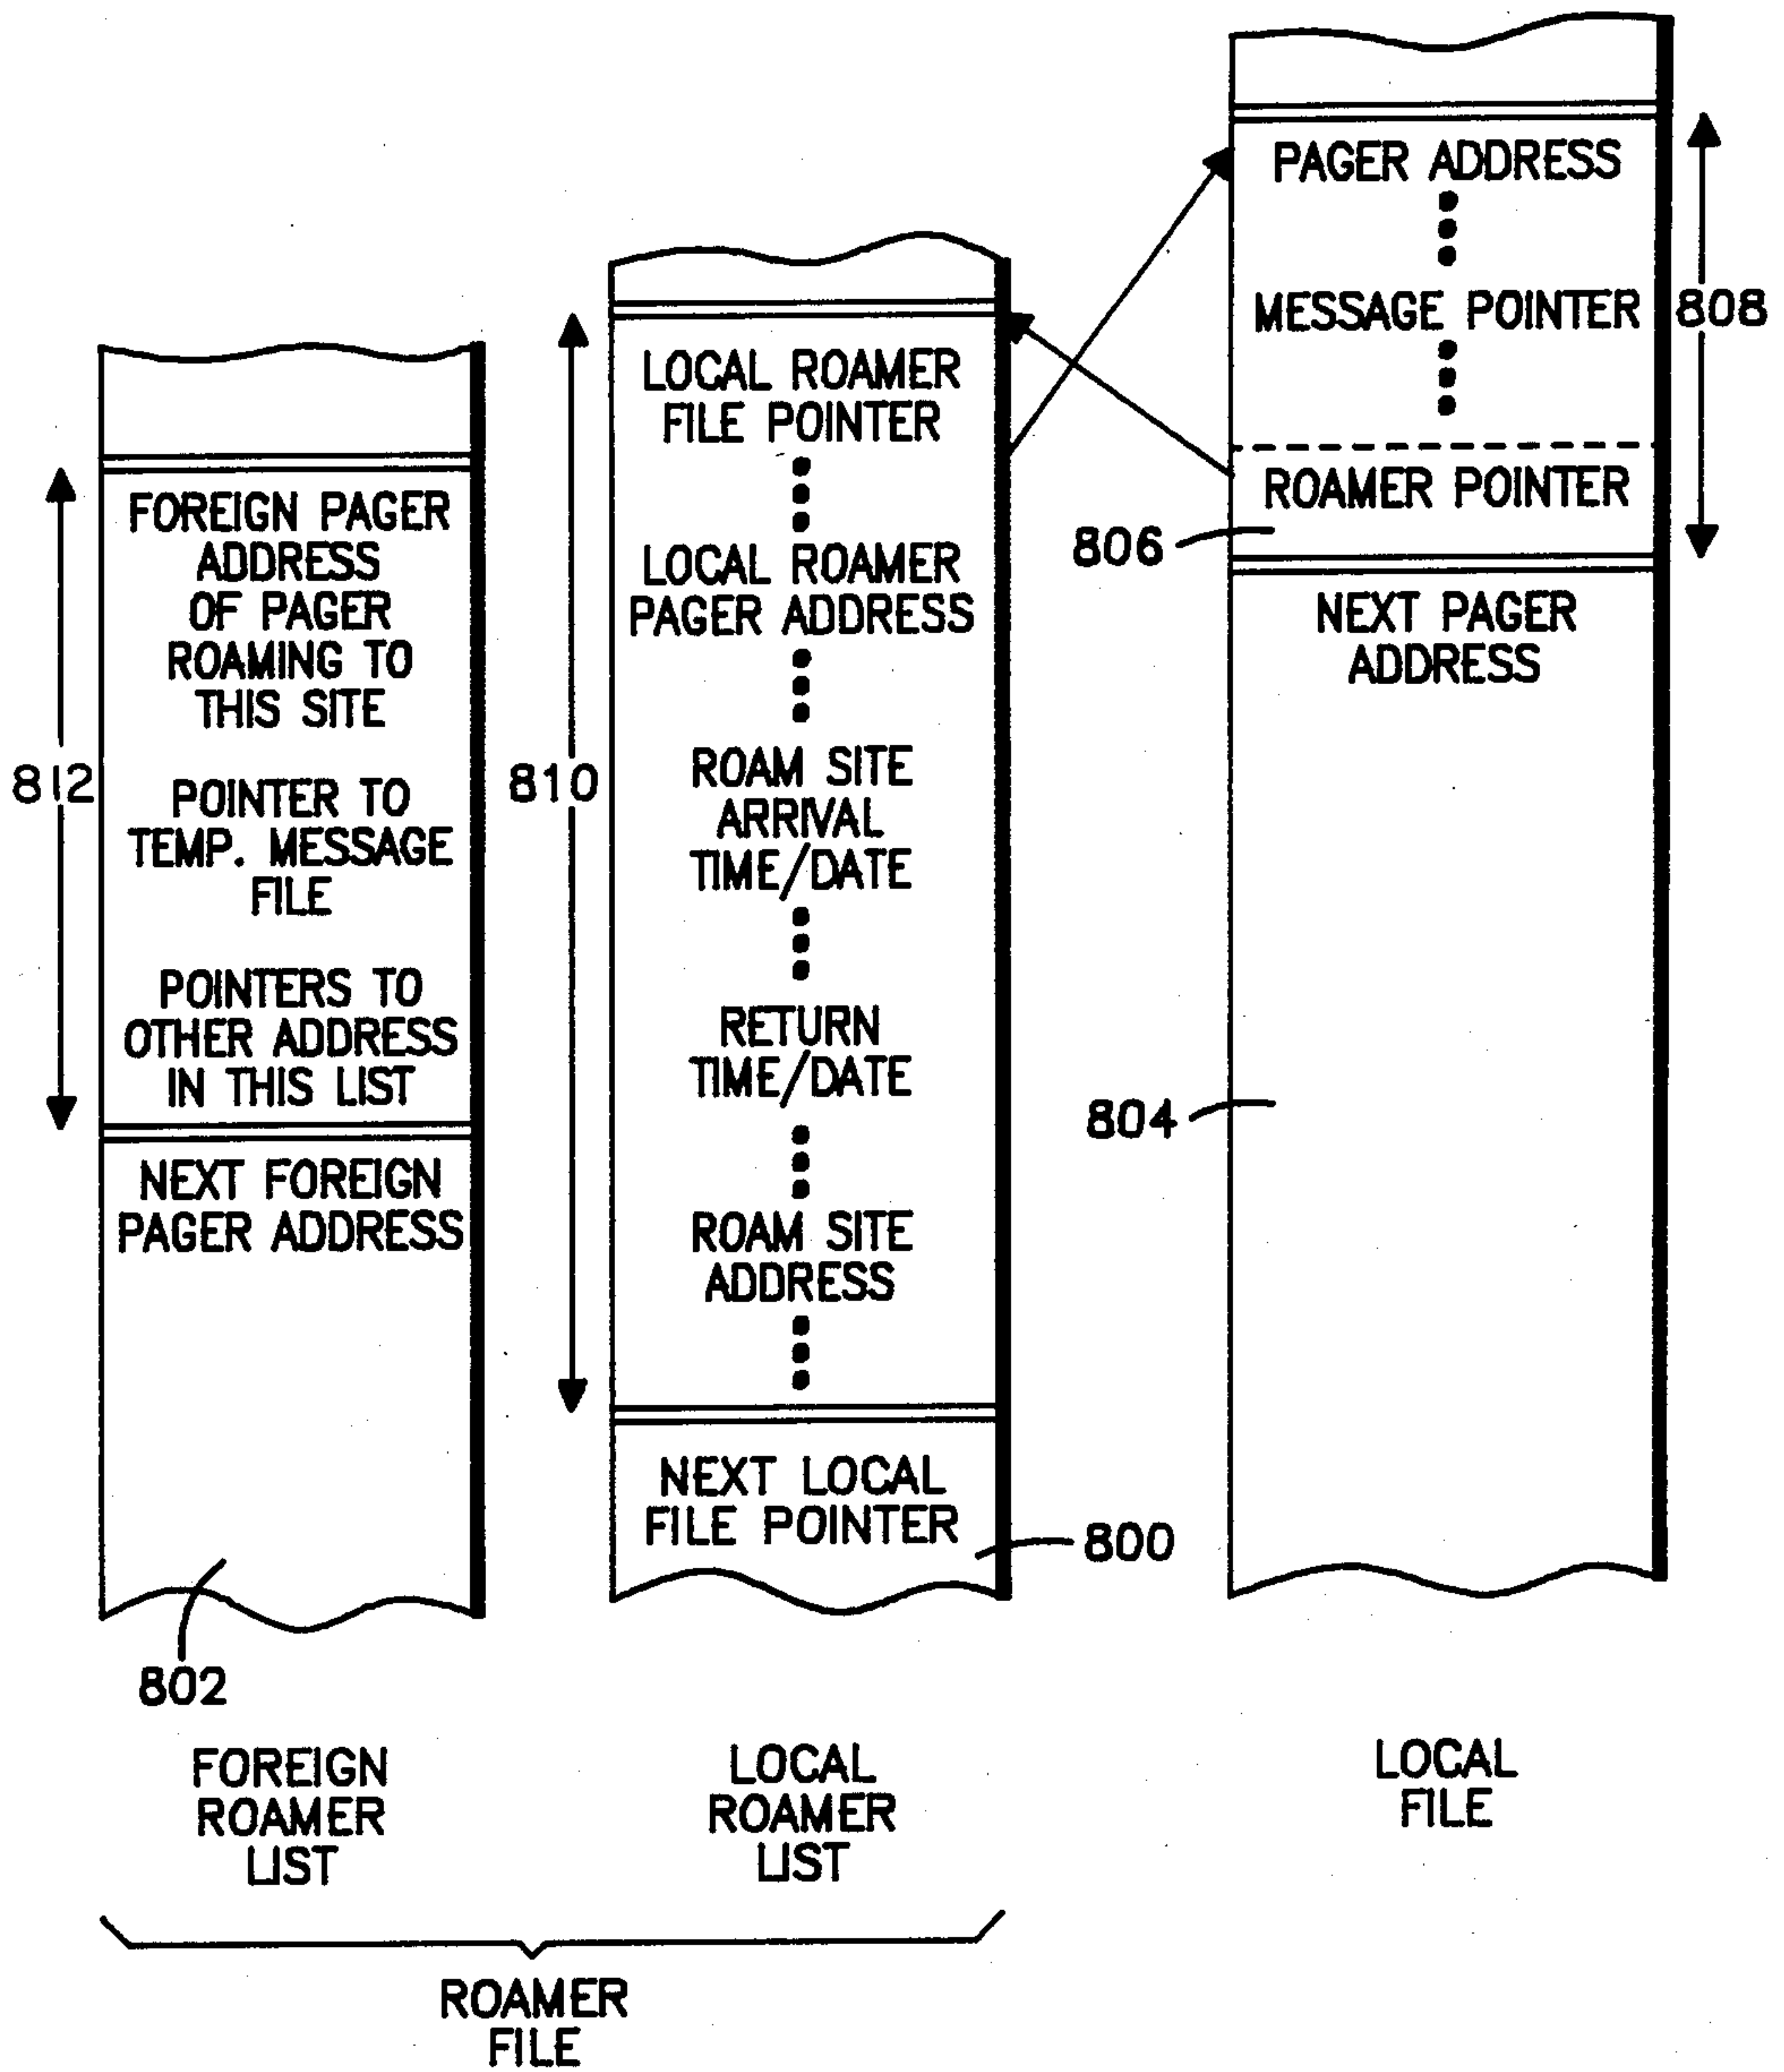 FOREIGN PAGER
ADDRESS
OF PAGER
ROAMING TO
THIS SITE
POINTER TO
TEMP. MESSAGE
FILE
POINTERS TO
OTHER ADDRESS
IN THIS LIST
NEXT FOREIGN
PAGER ADDRESS
812
802
FOREIGN
ROAMER
LIST
LOCAL ROAMER
FILE POINTER
LOCAL ROAMER
PAGER ADDRESS
ROAM SITE
ARRIVAL
TIME/DATE
RETURN
TIME/DATE
ROAM SITE
ADDRESS
NEXT LOCAL
FILE POINTER
810
800
LOCAL
ROAMER
LIST
PAGER ADDRESS
MESSAGE POINTER
ROAMER POINTER
NEXT PAGER
ADDRESS
808
806
804
LOCAL
FILE
ROAMER
FILE